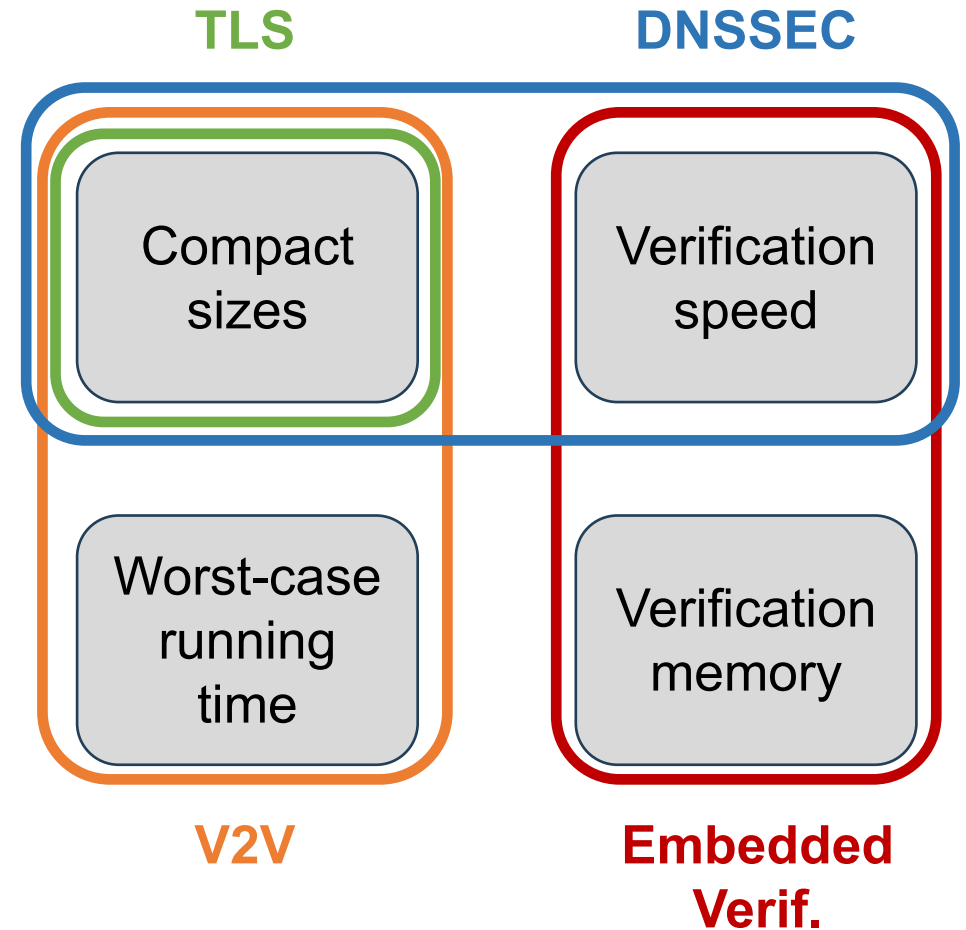 TLS
DNSSEC
Compact
sizes
Verification
speed
Worst-case
running
time
Verification
memory
V2V
Embedded
Verif.